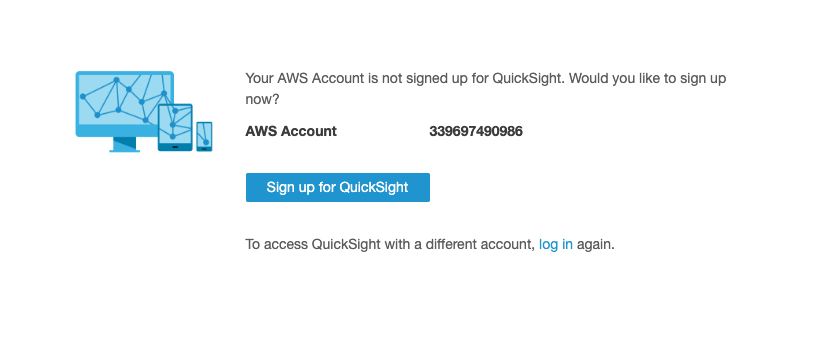 Your AWS Account is not signed up for QuickSight. Would you like to sign up
now?
AWS Account 339697490986
Sign up for QuickSight
To access QuickSight with a different account, log in again.